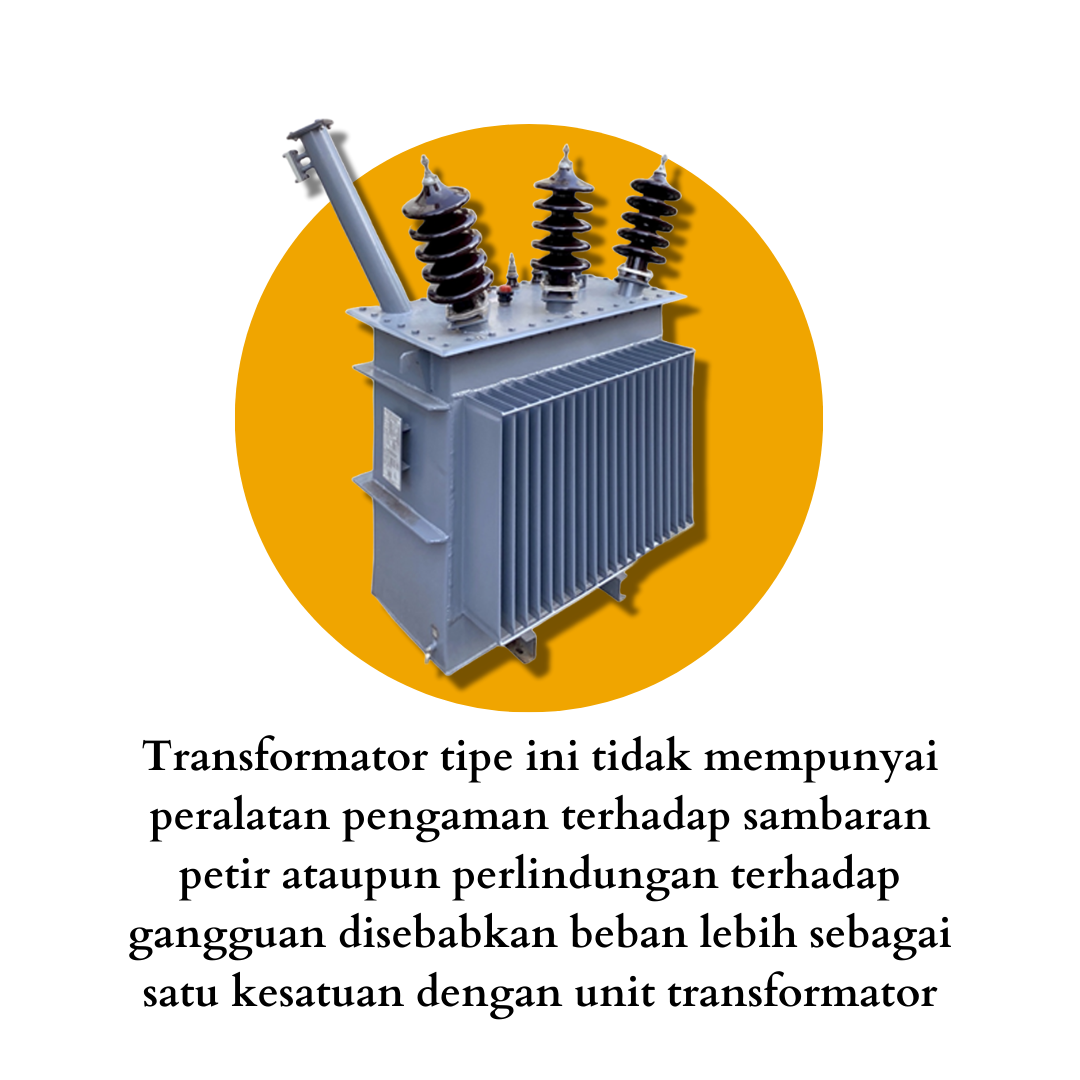 Transformator tipe ini tidak mempunyai
peralatan pengaman terhadap sambaran
petir ataupun perlindungan terhadap
gangguan disebabkan beban lebih sebagai
satu kesatuan dengan unit transformator